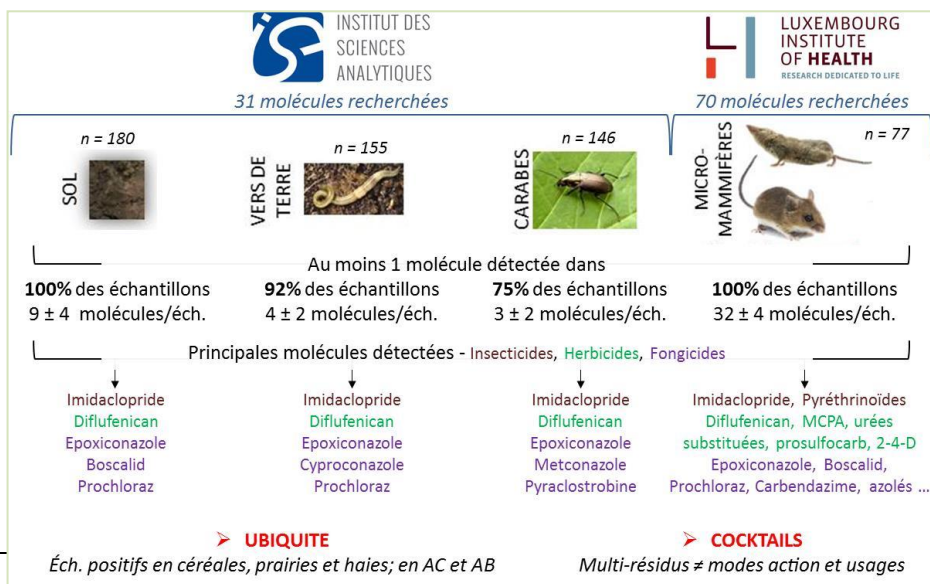 INSTITUT DES
SCIENCES
ANALYTIQUES
LUXEMBOURG
INSTITUTE
OF HEALTH
RESEARCH DEDICATED TO LIFE
31 molécules recherchées
70 molécules recherchées
n = 180
SOL
n = 155
VERS DE
TERRE
n = 146
CARABES
n = 77
MICRO-
MAMMIFÈRES
Au moins 1 molécule détectée dans
100% des échantillons
9 ± 4 molécules/éch.
92% des échantillons
4 ± 2 molécules/éch.
75% des échantillons
3 ± 2 molécules/éch.
100% des échantillons
32 ± 4 molécules/éch.
Principales molécules détectées - Insecticides, Herbicides, Fongicides
Imidaclopride
Diflufenican
Epoxiconazole
Boscalid
Prochloraz
Imidaclopride
Diflufenican
Epoxiconazole
Cyproconazole
Prochloraz
Imidaclopride
Diflufenican
Epoxiconazole
Metconazole
Pyraclostrobine
Imidaclopride, Pyréthrinoïdes
Diflufenican, MCPA, urées
substituées, prosulfocarb, 2-4-D
Epoxiconazole, Boscalid,
Prochloraz, Carbendazime, azolés ...
➢ UBIQUITE
Éch. positifs en céréales, prairies et haies; en AC et AB
➢ COCKTAILS
Multi-résidus ≠ modes action et usages